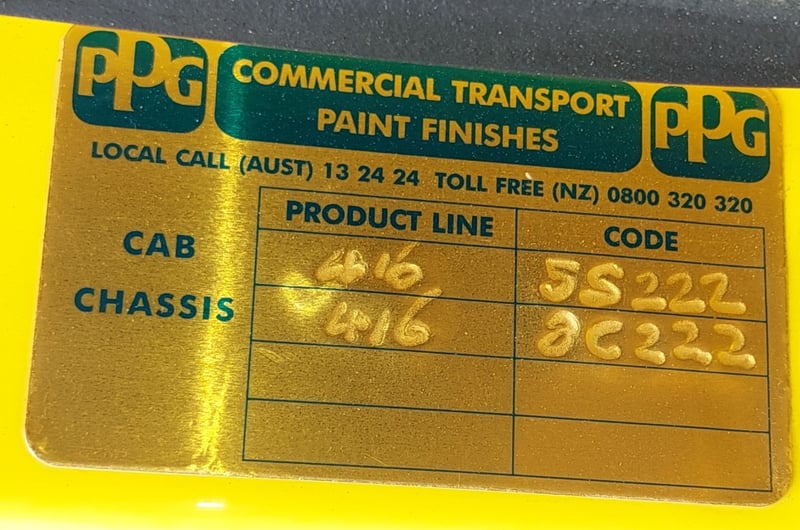 PPG COMMERCIAL TRANSPORT PAINT FINISHES PPG
LOCAL CALL (AUST) 13 24 24 TOLL FREE (NZ) 0800 320 320
PRODUCT LINE CODE
CAB 416 5S222
CHASSIS 416 2C222